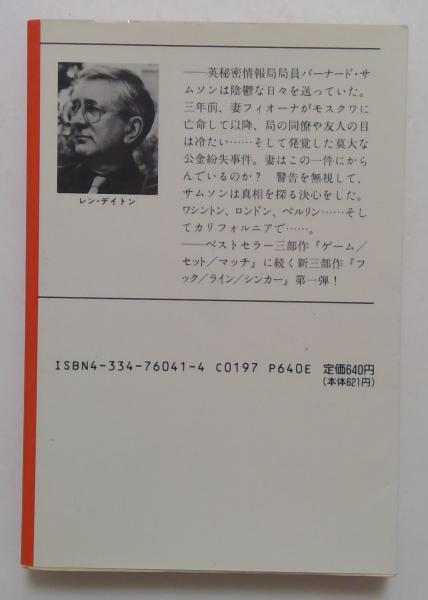 ――英秘密情報局局員バーナード・サ
ムソンは陰鬱な日々を送っていた。
三年前、妻フィオーナがモスクワに
亡命して以降、局の同僚や友人の目
は冷たい……そして発覚した莫大な
公金紛失事件。妻はこの一件にから
んでいるのか? 警告を無視して、
サムソンは真相を探る決心をした。
ワシントン、ロンドン、ベルリン……そし
てカリフォルニアで……。
――ベストセラー三部作『ゲーム/
セット/マッチ』に続く新三部作『フ
ック/ライン/シンカー』第一弾!
レン・デイトン
ISBN4-334-76041-4 C0197 P640E 定価640円
(本体621円)